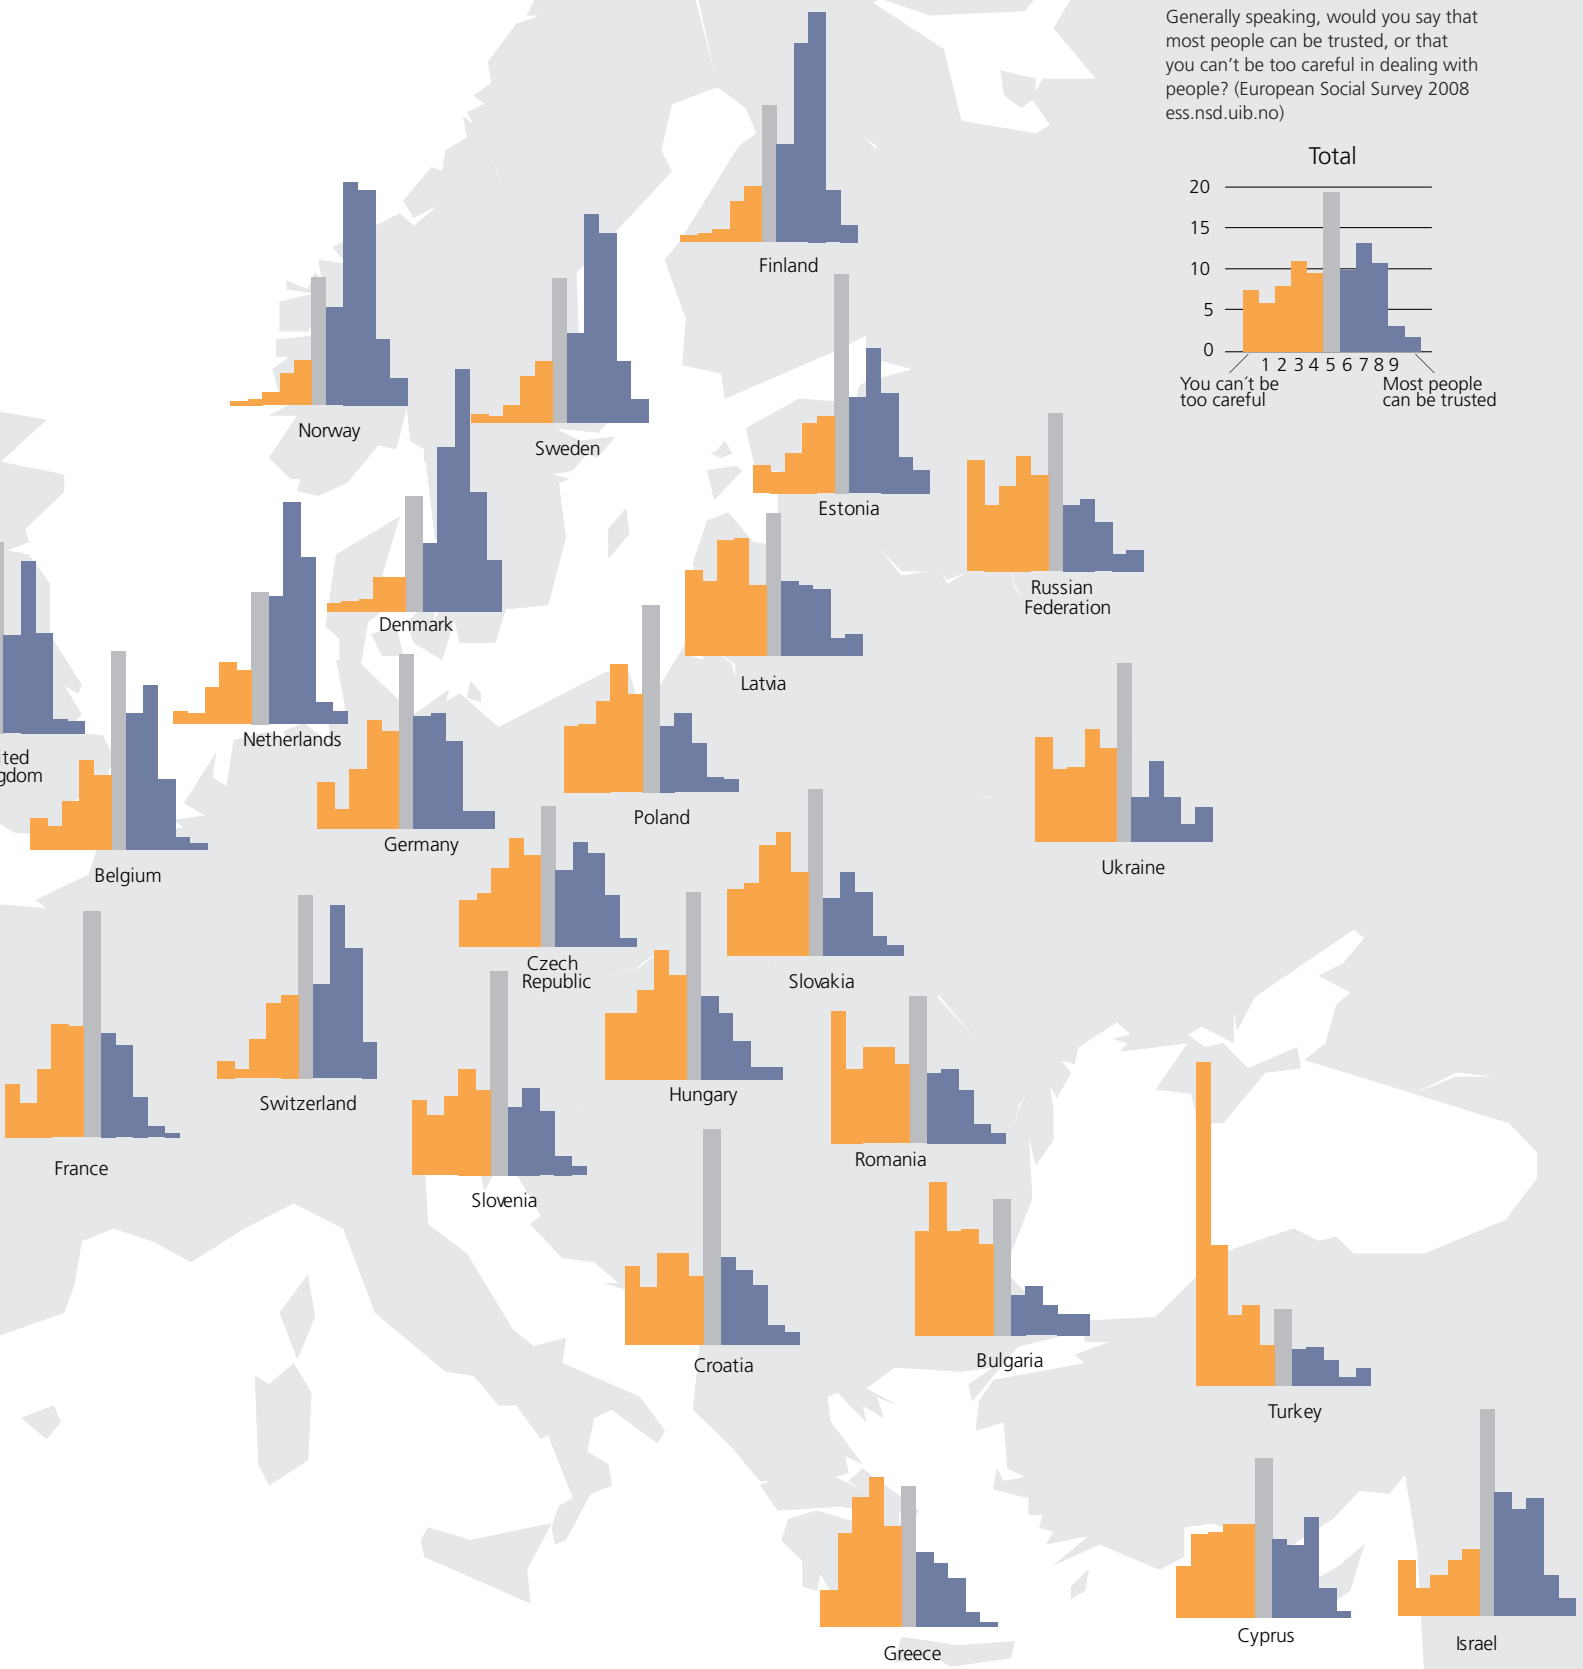 Generally speaking, would you say that
most people can be trusted, or that
you can't be too careful in dealing with
people? (European Social Survey 2008
ess.nsd.uib.no)
Total
20
15
10
5
0
1 2 3 4 5 6 7 8 9
You can´t be
too careful
Most people
can be trusted
Finland
Norway
Sweden
Estonia
Russian
Federation
Denmark
Latvia
Netherlands
ited
gdom
Poland
Germany
Ukraine
Belgium
Czech
Republic
Slovakia
Switzerland
Hungary
France
Romania
Slovenia
Croatia
Bulgaria
Turkey
Cyprus
Israel
Greece